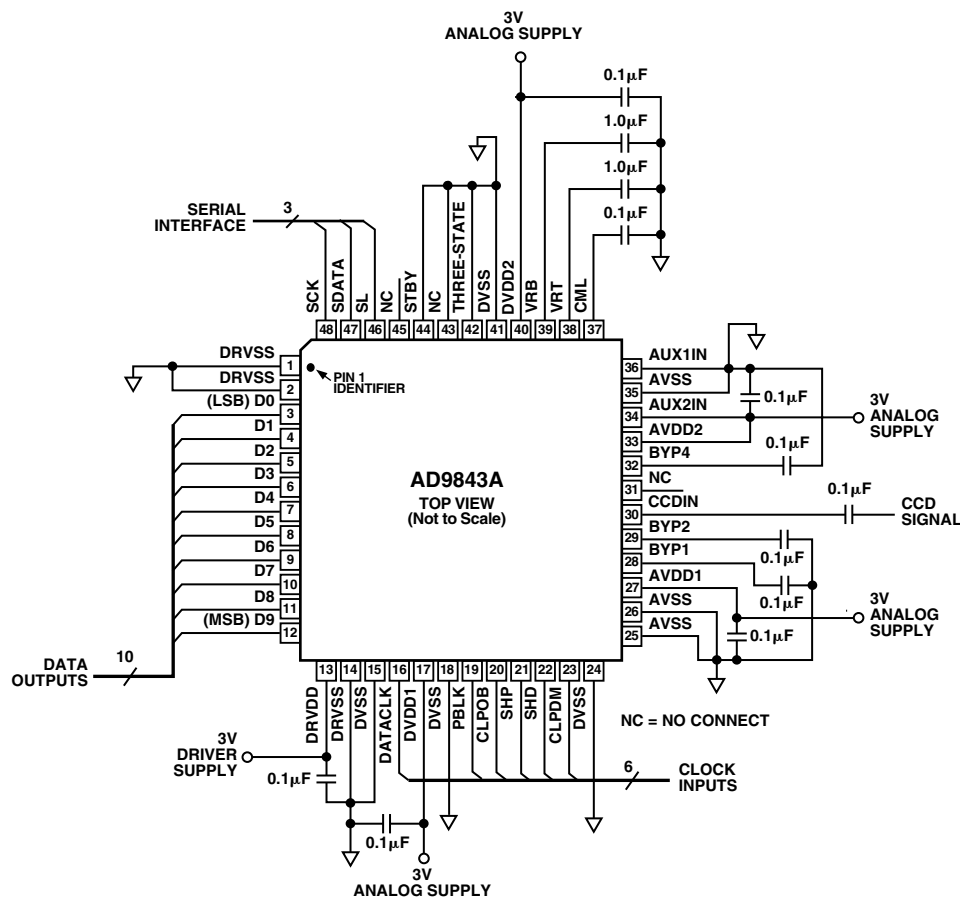 3V
ANALOG SUPPLY
0.1µF
1.0µF
1.0µF
0.1µF
SERIAL
INTERFACE
3
SCK
SDATA
SL
NC
STBY
NC
THREE-STATE
DVSS
DVDD2
VRB
VRT
CML
48 47 46 45 44 43 42 41 40 39 38 37
DRVSS 1
DRVSS 2
(LSB) D0 3
D1 4
D2 5
D3 6
D4 7
D5 8
D6 9
D7 10
D8 11
(MSB) D9 12
PIN 1
IDENTIFIER
AD9843A
TOP VIEW
(Not to Scale)
36 AUX1IN
35 AVSS
34 AUX2IN
33 AVDD2
32 BYP4
31 NC
30 CCDIN
29 BYP2
28 BYP1
27 AVDD1
26 AVSS
25 AVSS
0.1µF
3V
ANALOG
SUPPLY
0.1µF
0.1µF
CCD
SIGNAL
0.1µF
0.1µF
3V
ANALOG
SUPPLY
0.1µF
DATA
OUTPUTS
10
13 14 15 16 17 18 19 20 21 22 23 24
DRVDD
DRVSS
DVSS
DATACLK
DVDD1
DVSS
PBLK
CLPOB
SHP
SHD
CLPDM
DVSS
NC = NO CONNECT
3V
DRIVER
SUPPLY
0.1µF
6
CLOCK
INPUTS
0.1µF
3V
ANALOG SUPPLY